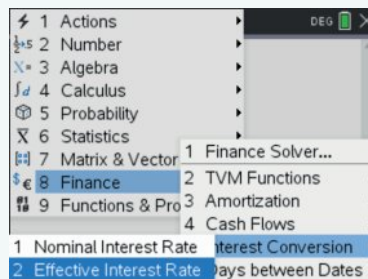 1 Actions
DEG
2 Number
3 Algebra
4 Calculus
5 Probability
6 Statistics
7 Matrix & Vector
8 Finance
9 Functions & Pro
1 Finance Solver...
2 TVM Functions
3 Amortization
4 Cash Flows
nterest Conversion
ays between Dates
1 Nominal Interest Rate
2 Effective Interest Rate